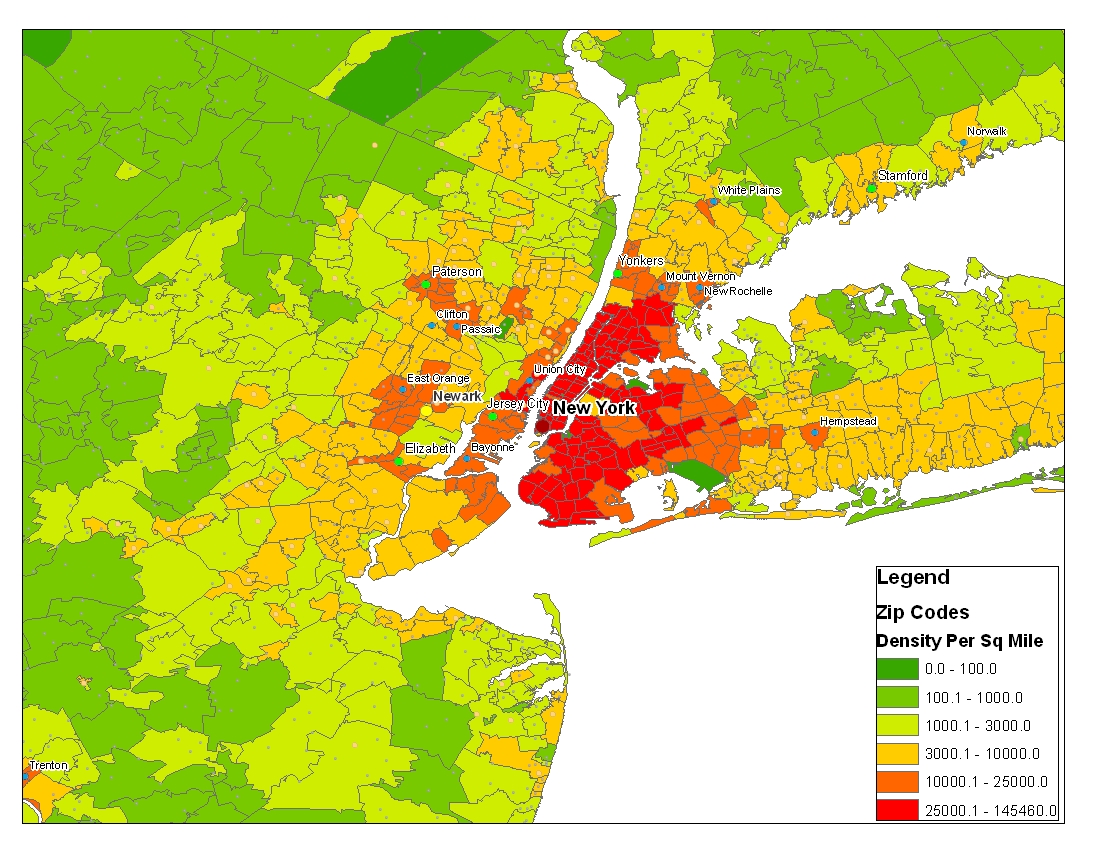 Norwalk
Stamford
White Plains
Yonkers
Paterson
Mount Vernon
New Rochelle
Clifton
Passaic
Union City
East Orange
Newark
Jersey City
New York
Hempstead
Elizabeth
Bayonne
Trenton
Legend
Zip Codes
Density Per Sq Mile
0.0 - 100.0
100.1 - 1000.0
1000.1 - 3000.0
3000.1 - 10000.0
10000.1 - 25000.0
25000.1 - 145460.0